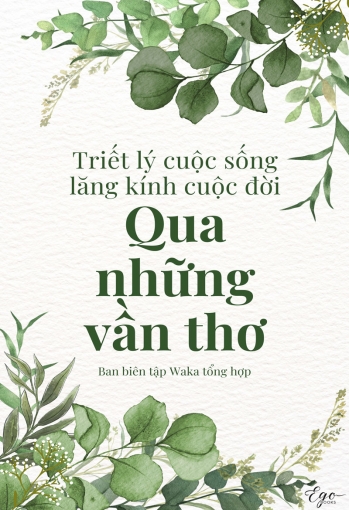 Triết lý cuộc sống
lăng kính cuộc đời
Qua
những
vần thơ
Ban biên tập Waka tổng hợp
Ego
BOOKS